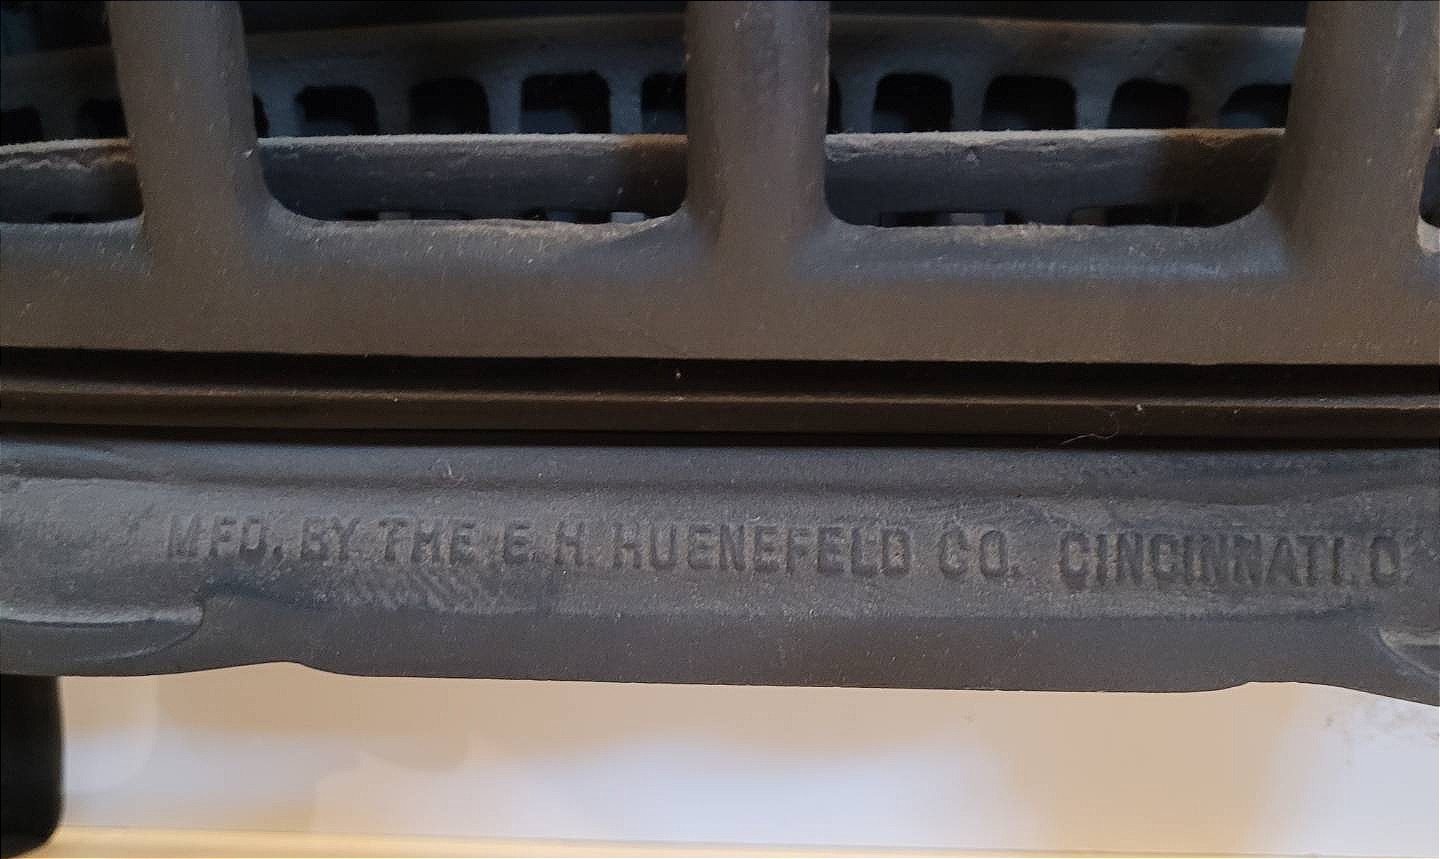 MFD. BY THE E. H. HUENEFELD CO. CINCINNATI, O.